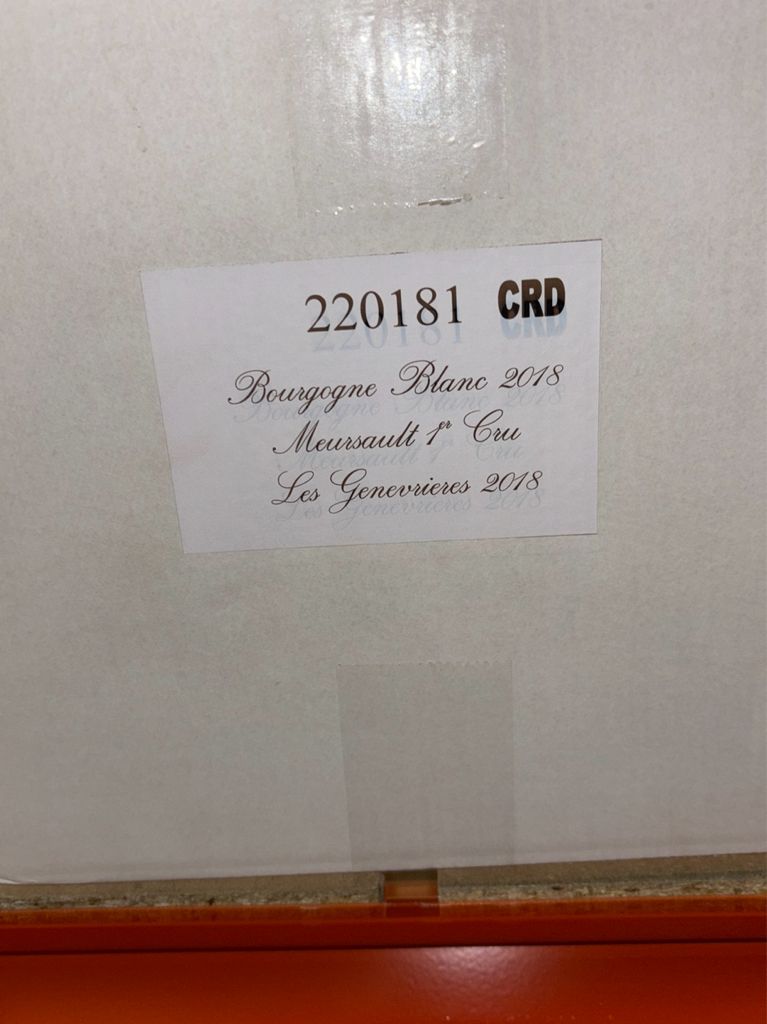 220181 CRD
Bourgogne Blanc 2018
Meursault 1er Cru
Les Genevrieres 2018